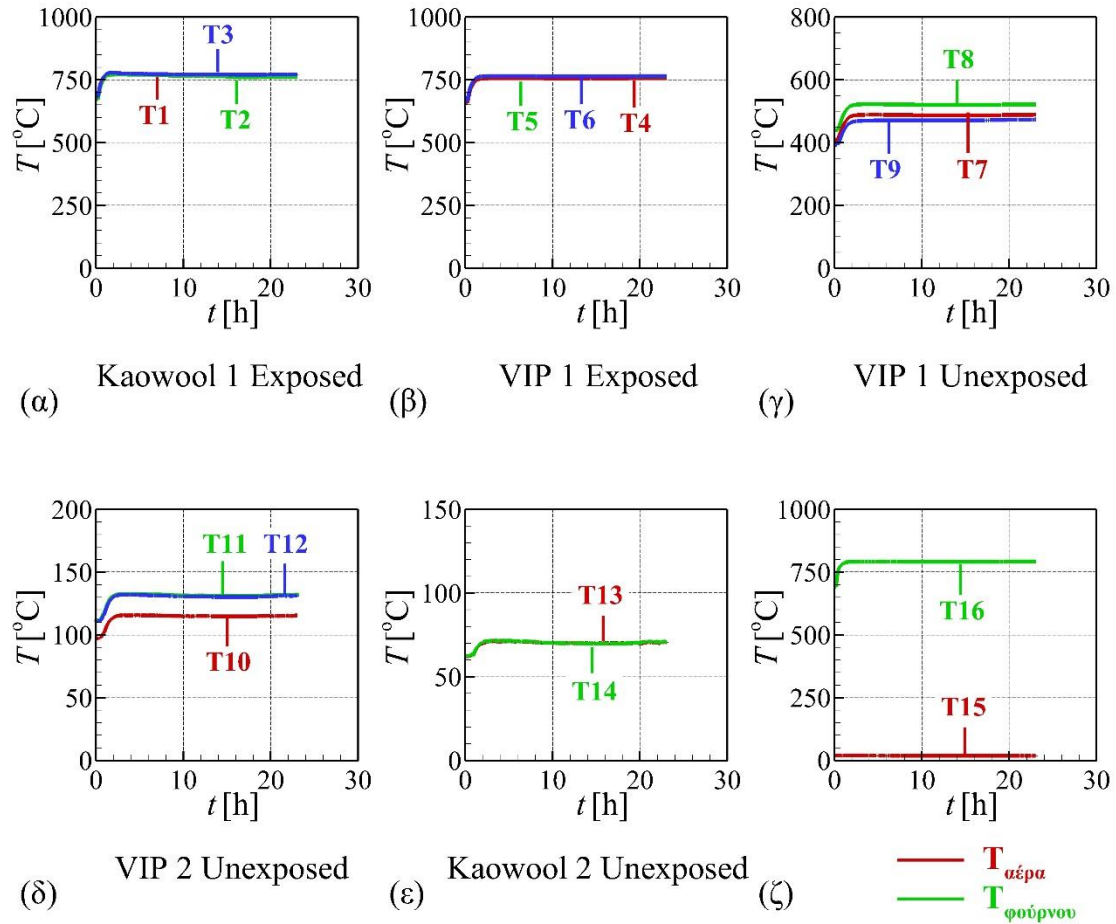 1000
750
500
250
0
T [°C]
T3
T1
T2
0 10 20 30
t [h]
Kaowool 1 Exposed
(α)
1000
750
500
250
0
T [°C]
T5
T6
T4
0 10 20 30
t [h]
VIP 1 Exposed
(β)
800
600
400
200
0
T [°C]
T8
T9
T7
0 10 20 30
t [h]
VIP 1 Unexposed
(γ)
200
150
100
50
0
T [°C]
T11
T12
T10
0 10 20 30
t [h]
VIP 2 Unexposed
(δ)
150
100
50
0
T [°C]
T13
T14
0 10 20 30
t [h]
Kaowool 2 Unexposed
(ε)
1000
750
500
250
0
T [°C]
T16
T15
0 10 20 30
t [h]
(ζ)
Tαέρα
Tφούρνου